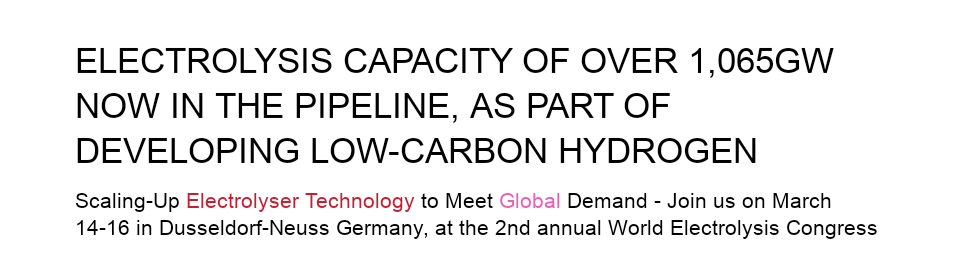 ELECTROLYSIS CAPACITY OF OVER 1,065GW
NOW IN THE PIPELINE, AS PART OF
DEVELOPING LOW-CARBON HYDROGEN
Scaling-Up Electrolyser Technology to Meet Global Demand - Join us on March
14-16 in Dusseldorf-Neuss Germany, at the 2nd annual World Electrolysis Congress